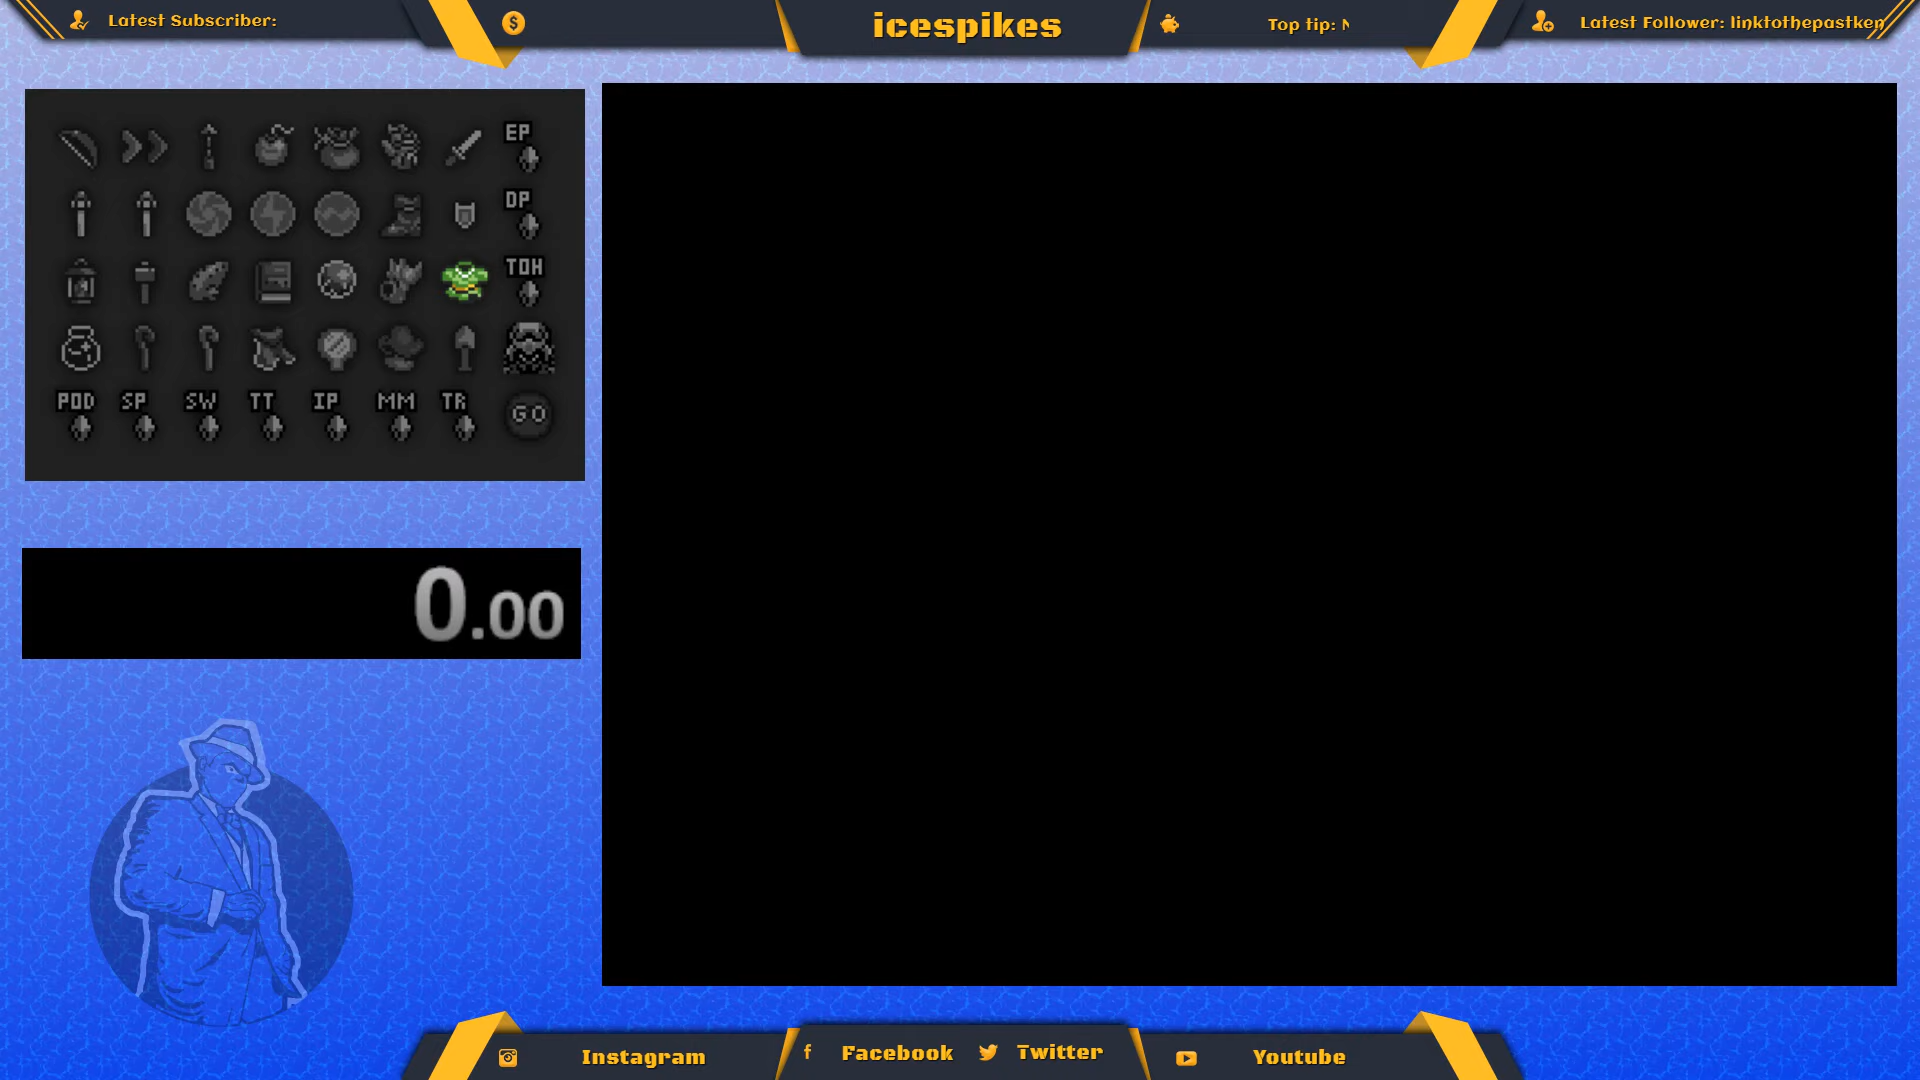 Latest Subscriber:
icespikes
Top tip:
Latest Follower: linktothepastken
EP
DP
TOH
POD SP SW TT IP MM TR GO
0.00
Instagram
Facebook
Twitter
Youtube